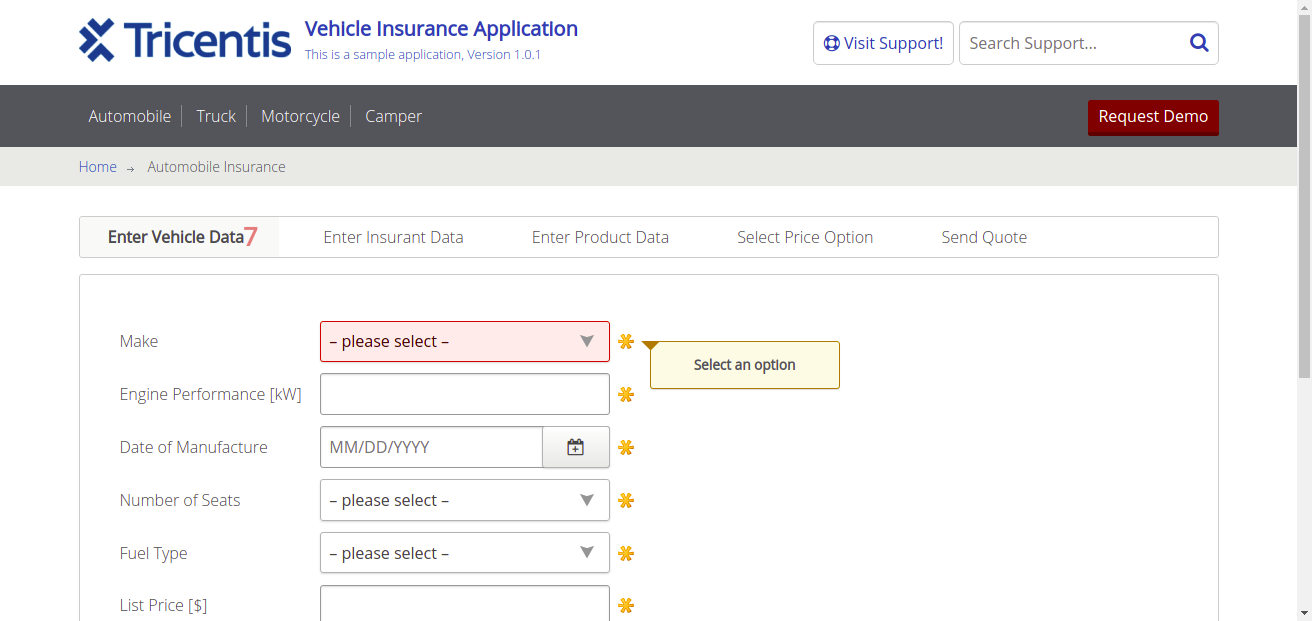 Tricentis
Vehicle Insurance Application
This is a sample application, Version 1.0.1
Visit Support!
Search Support...
Automobile Truck Motorcycle Camper
Request Demo
Home → Automobile Insurance
Enter Vehicle Data7 Enter Insurant Data Enter Product Data Select Price Option Send Quote
Make – please select –
Select an option
Engine Performance [kW]
Date of Manufacture MM/DD/YYYY
Number of Seats – please select –
Fuel Type – please select –
List Price [$]